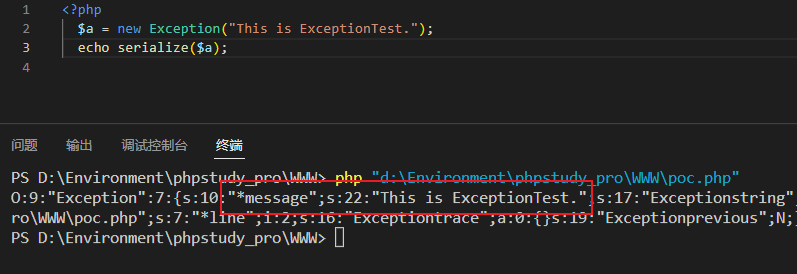 1 <?php
2 $a = new Exception("This is ExceptionTest.");
3 echo serialize($a);
4
问题 输出 调试控制台 终端
PS D:\Environment\phpstudy_pro\WWW> php "d:\Environment\phpstudy_pro\WWW\poc.php"
O:9:"Exception":7:{s:10:"*message";s:22:"This is ExceptionTest.";s:17:"Exceptionstring";
ro\WWW\poc.php";s:7:"*line";i:2;s:16:"Exceptiontrace";a:0:{}s:19:"Exceptionprevious";N;}
PS D:\Environment\phpstudy_pro\WWW>